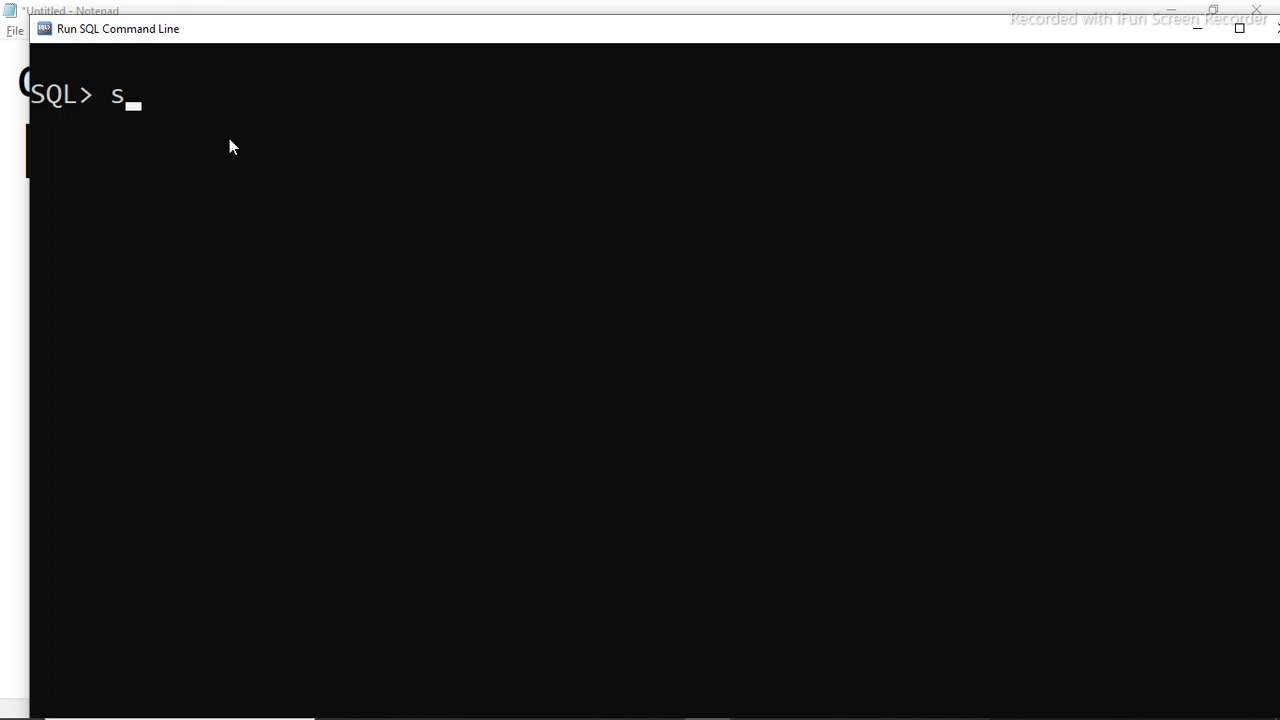 *Untitled - Notepad
Recorded with iFun Screen Recorder
Run SQL Command Line
File
SQL> s